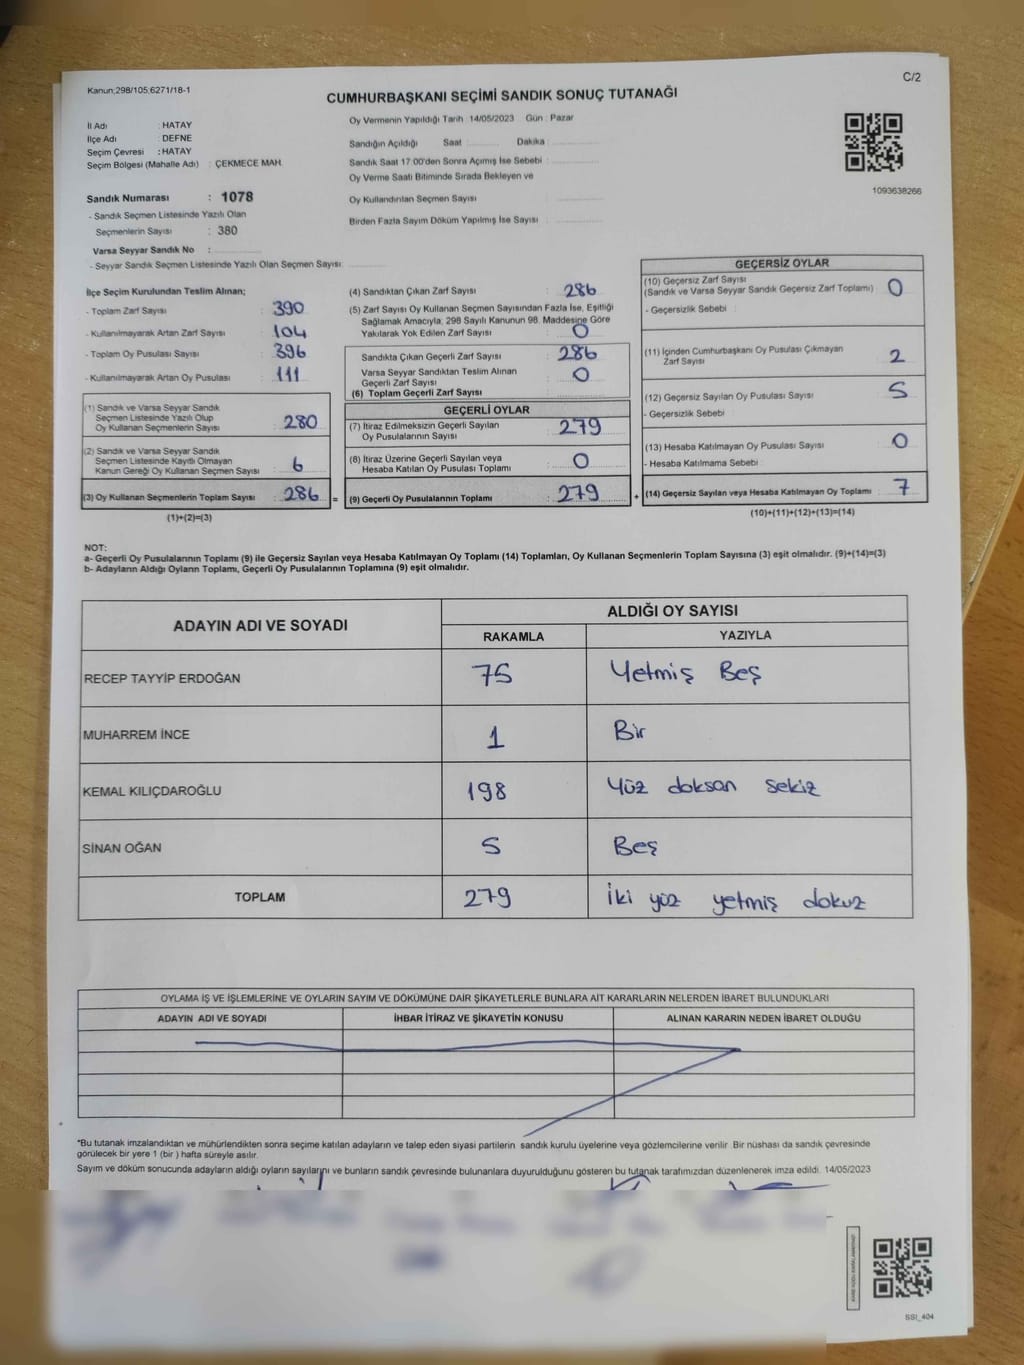 Kanun;298/105;6271/18-1
C/2
CUMHURBAŞKANI SEÇİMİ SANDIK SONUÇ TUTANAĞI
İl Adı : HATAY
İlçe Adı : DEFNE
Seçim Çevresi : HATAY
Seçim Bölgesi (Mahalle Adı) : ÇEKMECE MAH.
Sandık Numarası : 1078
- Sandık Seçmen Listesinde Yazılı Olan
Seçmenlerin Sayısı : 380
Varsa Seyyar Sandık No :
- Seyyar Sandık Seçmen Listesinde Yazılı Olan Seçmen Sayısı:
Oy Vermenin Yapıldığı Tarih :14/05/2023 Gün : Pazar
Sandığın Açıldığı Saat : Dakika :
Sandık Saat 17.00'den Sonra Açılmış İse Sebebi :
Oy Verme Saati Bitiminde Sırada Bekleyen ve
Oy Kullandırılan Seçmen Sayısı :
Birden Fazla Sayım Döküm Yapılmış İse Sayısı :
1093638266
İlçe Seçim Kurulundan Teslim Alınan;
- Toplam Zarf Sayısı : 390
- Kullanılmayarak Artan Zarf Sayısı : 104
- Toplam Oy Pusulası Sayısı : 396
- Kullanılmayarak Artan Oy Pusulası : 111
(1) Sandık ve Varsa Seyyar Sandık
Seçmen Listesinde Yazılı Olup
Oy Kullanan Seçmenlerin Sayısı : 280
(2) Sandık ve Varsa Seyyar Sandık
Seçmen Listesinde Kayıtlı Olmayan
Kanun Gereği Oy Kullanan Seçmen Sayısı : 6
(3) Oy Kullanan Seçmenlerin Toplam Sayısı : 286 =
(1)+(2)=(3)
(4) Sandıktan Çıkan Zarf Sayısı : 286
(5) Zarf Sayısı Oy Kullanan Seçmen Sayısından Fazla İse, Eşitliği
Sağlamak Amacıyla, 298 Sayılı Kanunun 98. Maddesine Göre
Yakılarak Yok Edilen Zarf Sayısı : 0
Sandıkta Çıkan Geçerli Zarf Sayısı : 286
Varsa Seyyar Sandıktan Teslim Alınan
Geçerli Zarf Sayısı : 0
(6) Toplam Geçerli Zarf Sayısı :
GEÇERLİ OYLAR
(7) İtiraz Edilmeksizin Geçerli Sayılan
Oy Pusulalarının Sayısı : 279
(8) İtiraz Üzerine Geçerli Sayılan veya
Hesaba Katılan Oy Pusulası Toplamı : 0
(9) Geçerli Oy Pusulalarının Toplamı : 279 +
GEÇERSİZ OYLAR
(10) Geçersiz Zarf Sayısı
(Sandık ve Varsa Seyyar Sandık Geçersiz Zarf Toplamı) : 0
- Geçersizlik Sebebi :
(11) İçinden Cumhurbaşkanı Oy Pusulası Çıkmayan
Zarf Sayısı : 2
(12) Geçersiz Sayılan Oy Pusulası Sayısı : 5
- Geçersizlik Sebebi :
(13) Hesaba Katılmayan Oy Pusulası Sayısı : 0
- Hesaba Katılmama Sebebi :
(14) Geçersiz Sayılan veya Hesaba Katılmayan Oy Toplamı : 7
(10)+(11)+(12)+(13)=(14)
NOT:
a- Geçerli Oy Pusulalarının Toplamı (9) ile Geçersiz Sayılan veya Hesaba Katılmayan Oy Toplamı (14) Toplamları, Oy Kullanan Seçmenlerin Toplam Sayısına (3) eşit olmalıdır. (9)+(14)=(3)
b- Adayların Aldığı Oyların Toplamı, Geçerli Oy Pusulalarının Toplamına (9) eşit olmalıdır.
ADAYIN ADI VE SOYADI
ALDIĞI OY SAYISI
RAKAMLA YAZIYLA
RECEP TAYYİP ERDOĞAN 75 Yetmiş Beş
MUHARREM İNCE 1 Bir
KEMAL KILIÇDAROĞLU 198 Yüz doksan sekiz
SİNAN OĞAN 5 Beş
TOPLAM 279 İki yüz yetmiş dokuz
OYLAMA İŞ VE İŞLEMLERİNE VE OYLARIN SAYIM VE DÖKÜMÜNE DAİR ŞİKAYETLERLE BUNLARA AİT KARARLARIN NELERDEN İBARET BULUNDUKLARI
ADAYIN ADI VE SOYADI İHBAR İTİRAZ VE ŞİKAYETİN KONUSU ALINAN KARARIN NEDEN İBARET OLDUĞU
*Bu tutanak imzalandıktan ve mühürlendikten sonra seçime katılan adayların ve talep eden siyasi partilerin sandık kurulu üyelerine veya gözlemcilerine verilir. Bir nüshası da sandık çevresinde
görülecek bir yere 1 (bir ) hafta süreyle asılır.
Sayım ve döküm sonucunda adayların aldığı oyların sayılarını ve bunların sandık çevresinde bulunanlara duyurulduğunu gösteren bu tutanak tarafımızdan düzenlenerek imza edildi. 14/05/2023
SSI_404